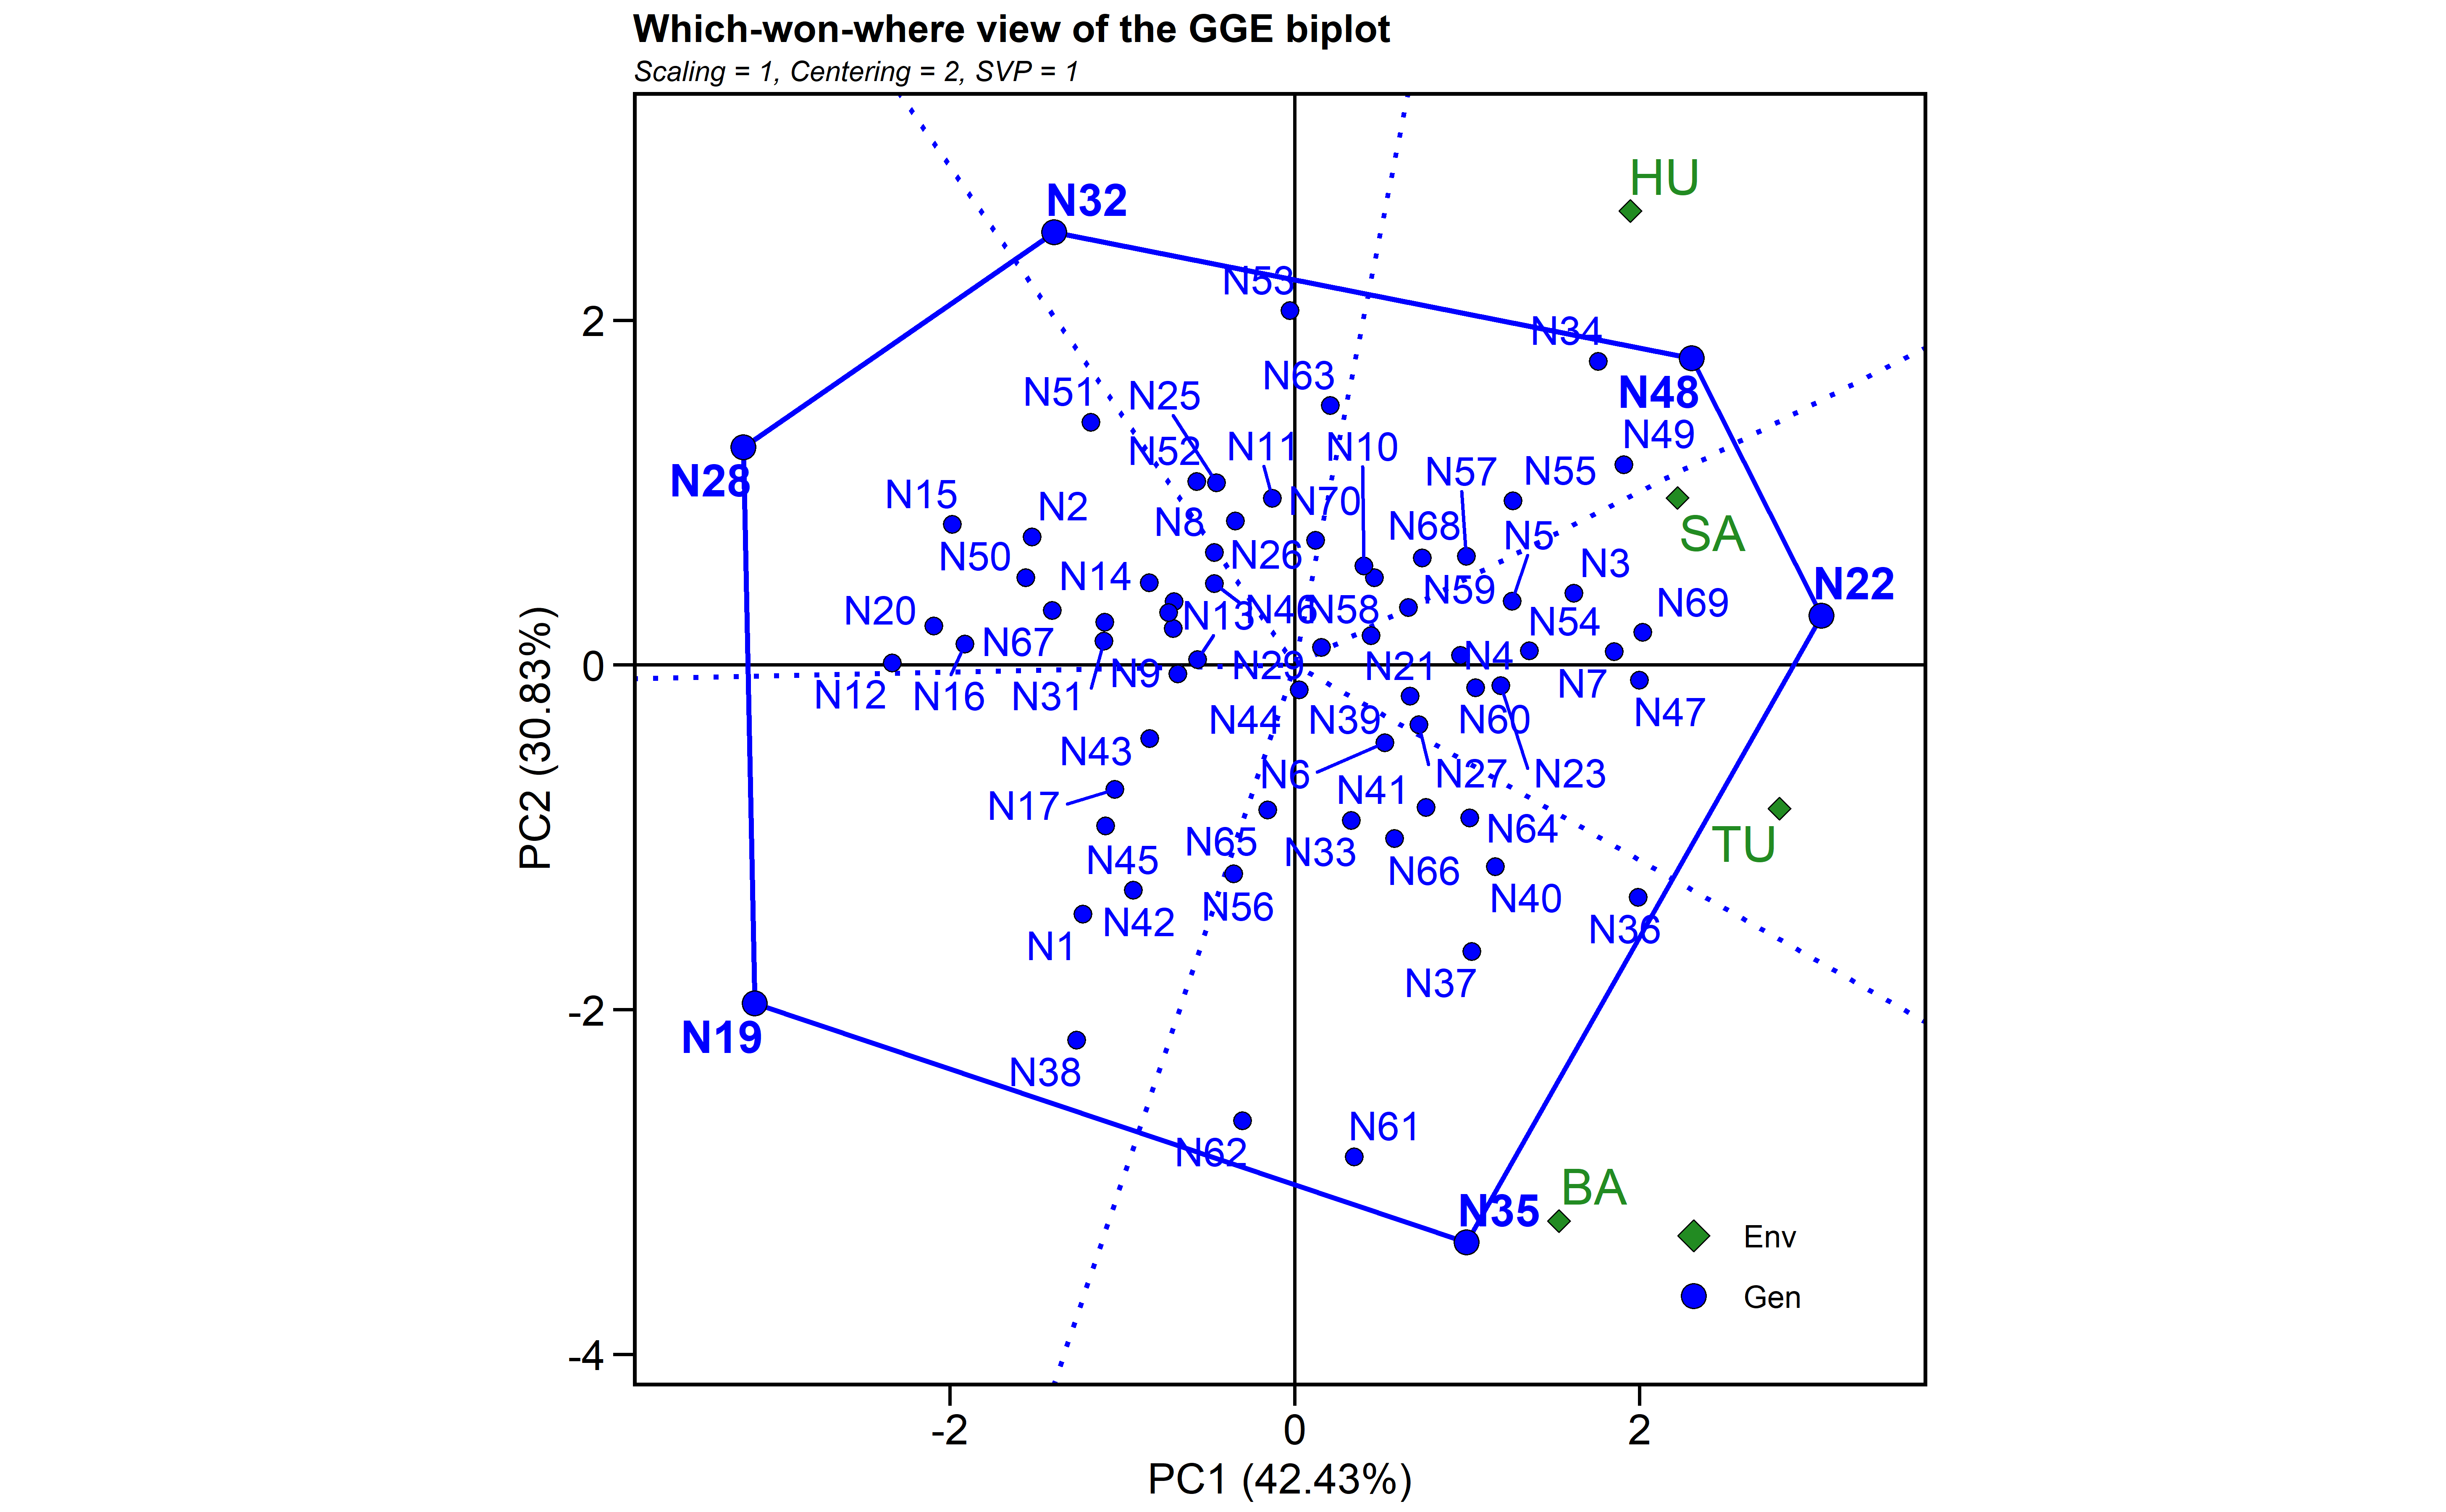 Which-won-where view of the GGE biplot
Scaling = 1, Centering = 2, SVP = 1
HU
N32
N53
N34
2
N63
N48
N51
N25
N49
N52
N11
N10
N57
N55
N28
N15
N2
N70
N8
N68
N5
SA
N50
N26
N14
N59
N3
N22
N20
N13
N46
N58
N54
N69
N67
0
N12
N16
N31
N9
N29
N21
N4
N7
N47
N44
N39
N60
N43
N6
N27
N23
N17
N41
N45
N65
N33
N64
TU
N66
N40
N42
N56
N1
N36
N37
-2
N19
N38
N62
N61
N35
BA
Env
Gen
-4
-2
0
2
PC1 (42.43%)
PC2 (30.83%)